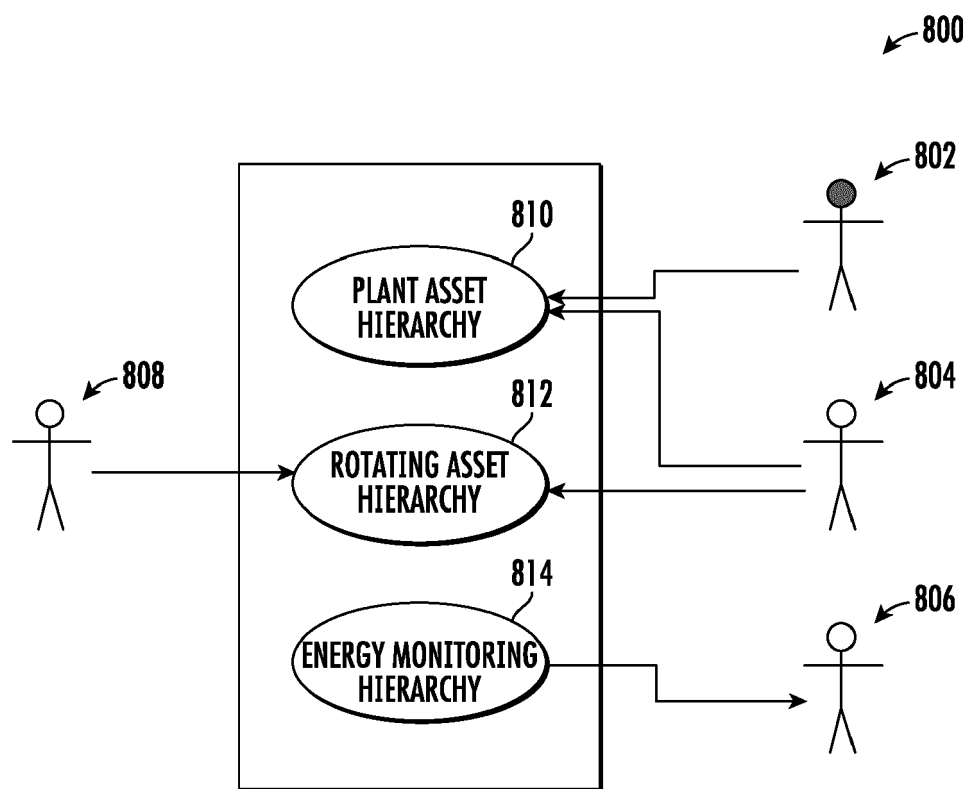 800
802
810
PLANT ASSET
HIERARCHY
808
812
804
ROTATING ASSET
HIERARCHY
814
806
ENERGY MONITORING
HIERARCHY